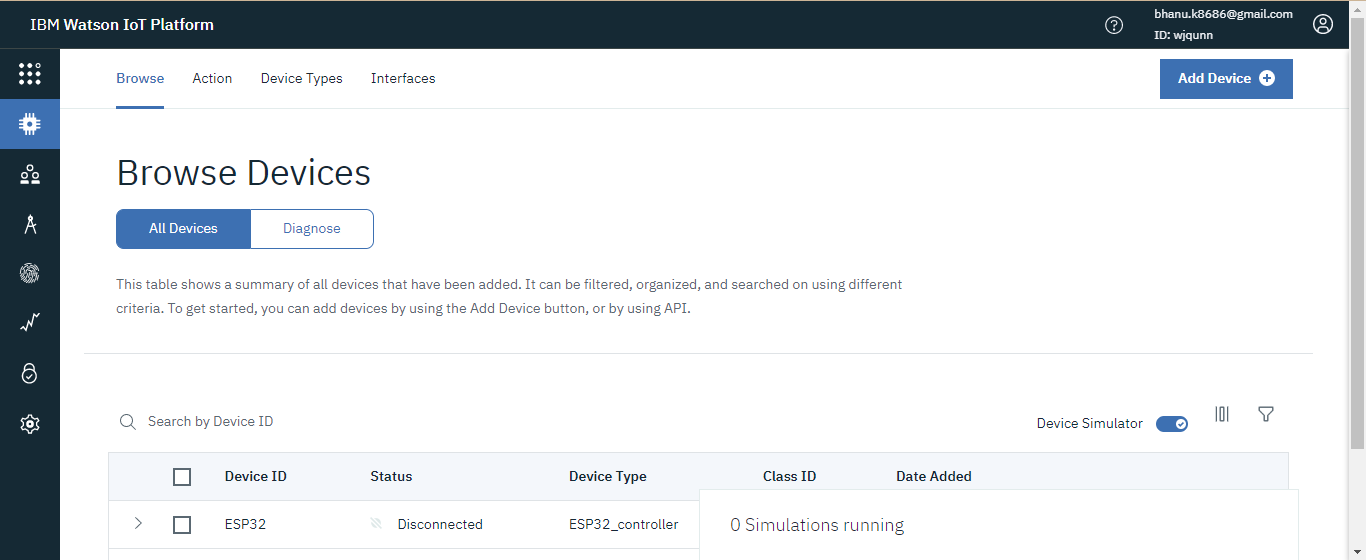 IBM Watson IoT Platform
bhanu.k8686@gmail.com
ID: wjqunn
Browse Action Device Types Interfaces
Add Device
Browse Devices
All Devices Diagnose
This table shows a summary of all devices that have been added. It can be filtered, organized, and searched on using different
criteria. To get started, you can add devices by using the Add Device button, or by using API.
Search by Device ID
Device Simulator
Device ID Status Device Type Class ID Date Added
ESP32 Disconnected ESP32_controller
0 Simulations running